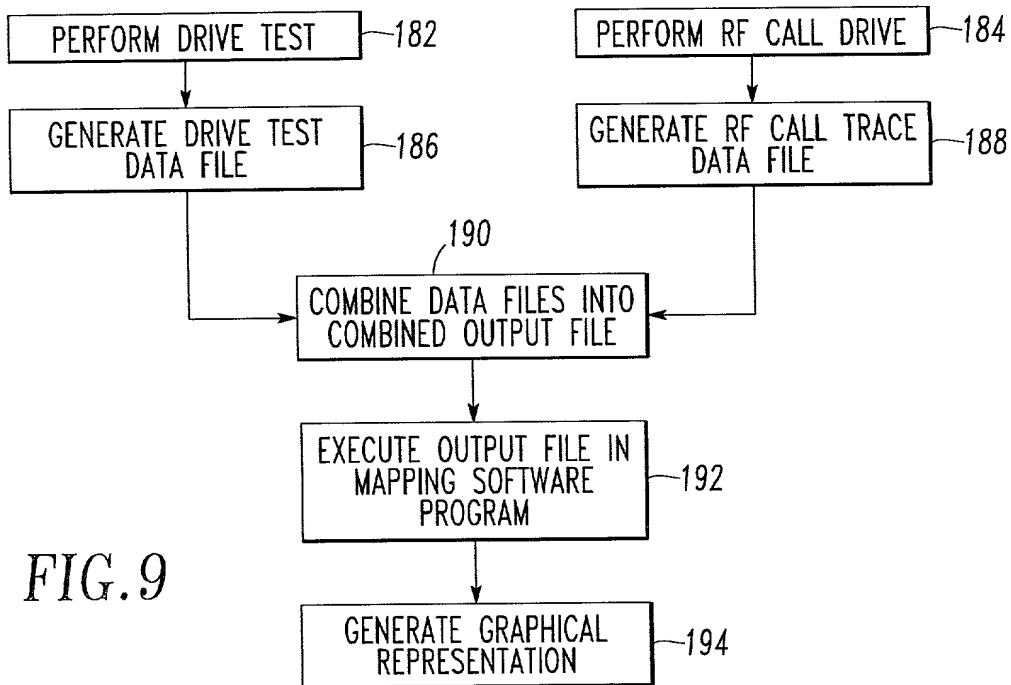 PERFORM DRIVE TEST
182
PERFORM RF CALL DRIVE
184
GENERATE DRIVE TEST
DATA FILE
186
GENERATE RF CALL TRACE
DATA FILE
188
190
COMBINE DATA FILES INTO
COMBINED OUTPUT FILE
EXECUTE OUTPUT FILE IN
MAPPING SOFTWARE
PROGRAM
192
FIG.9
GENERATE GRAPHICAL
REPRESENTATION
194